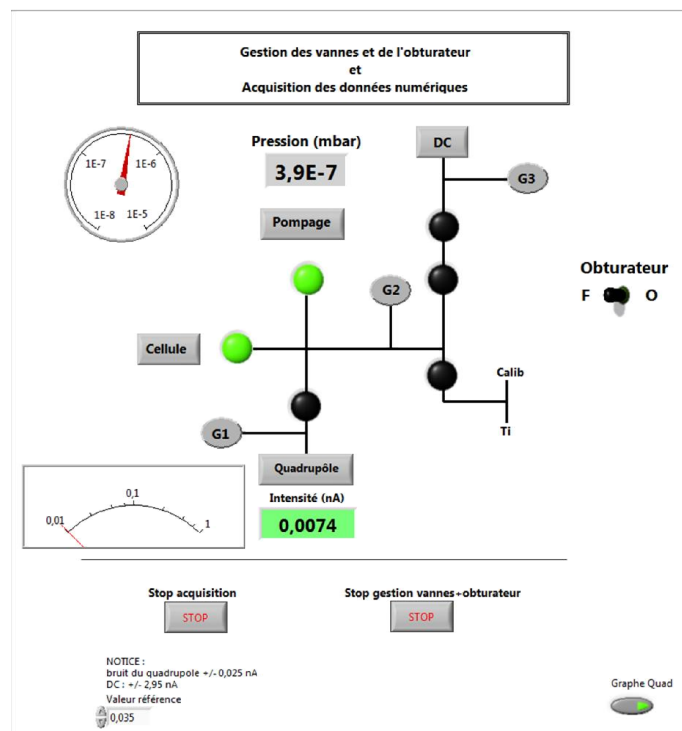 Gestion des vannes et de l'obturateur
et
Acquisition des données numériques
Pression (mbar)
3,9E-7
1E-7
1E-6
1E-8
1E-5
DC
G3
Pompage
Obturateur
F
O
G2
Cellule
Calib
Ti
G1
Quadrupôle
Intensité (nA)
0,0074
0,01
0,1
1
Stop acquisition
STOP
Stop gestion vannes+obturateur
STOP
NOTICE :
bruit du quadrupole +/- 0,025 nA
DC : +/- 2,95 nA
Valeur référence
0,035
Graphe Quad